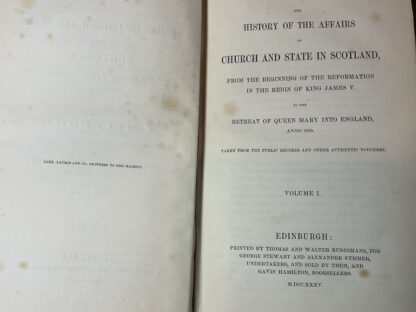 ALEX. LAURIE AND CO. PRINTERS TO HER MAJESTY.
THE
HISTORY OF THE AFFAIRS
OF
CHURCH AND STATE IN SCOTLAND,
FROM THE BEGINNING OF THE REFORMATION
IN THE REIGN OF KING JAMES V.
TO THE
RETREAT OF QUEEN MARY INTO ENGLAND,
ANNO 1568.
TAKEN FROM THE PUBLIC RECORDS AND OTHER AUTHENTIC VOUCHERS.
VOLUME I.
EDINBURGH:
PRINTED BY THOMAS AND WALTER RUDDIMANS, FOR
GEORGE STEWART AND ALEXANDER SYMMER,
UNDERTAKERS, AND SOLD BY THEM, AND
GAVIN HAMILTON, BOOKSELLERS.
M.DCC.XXXV.